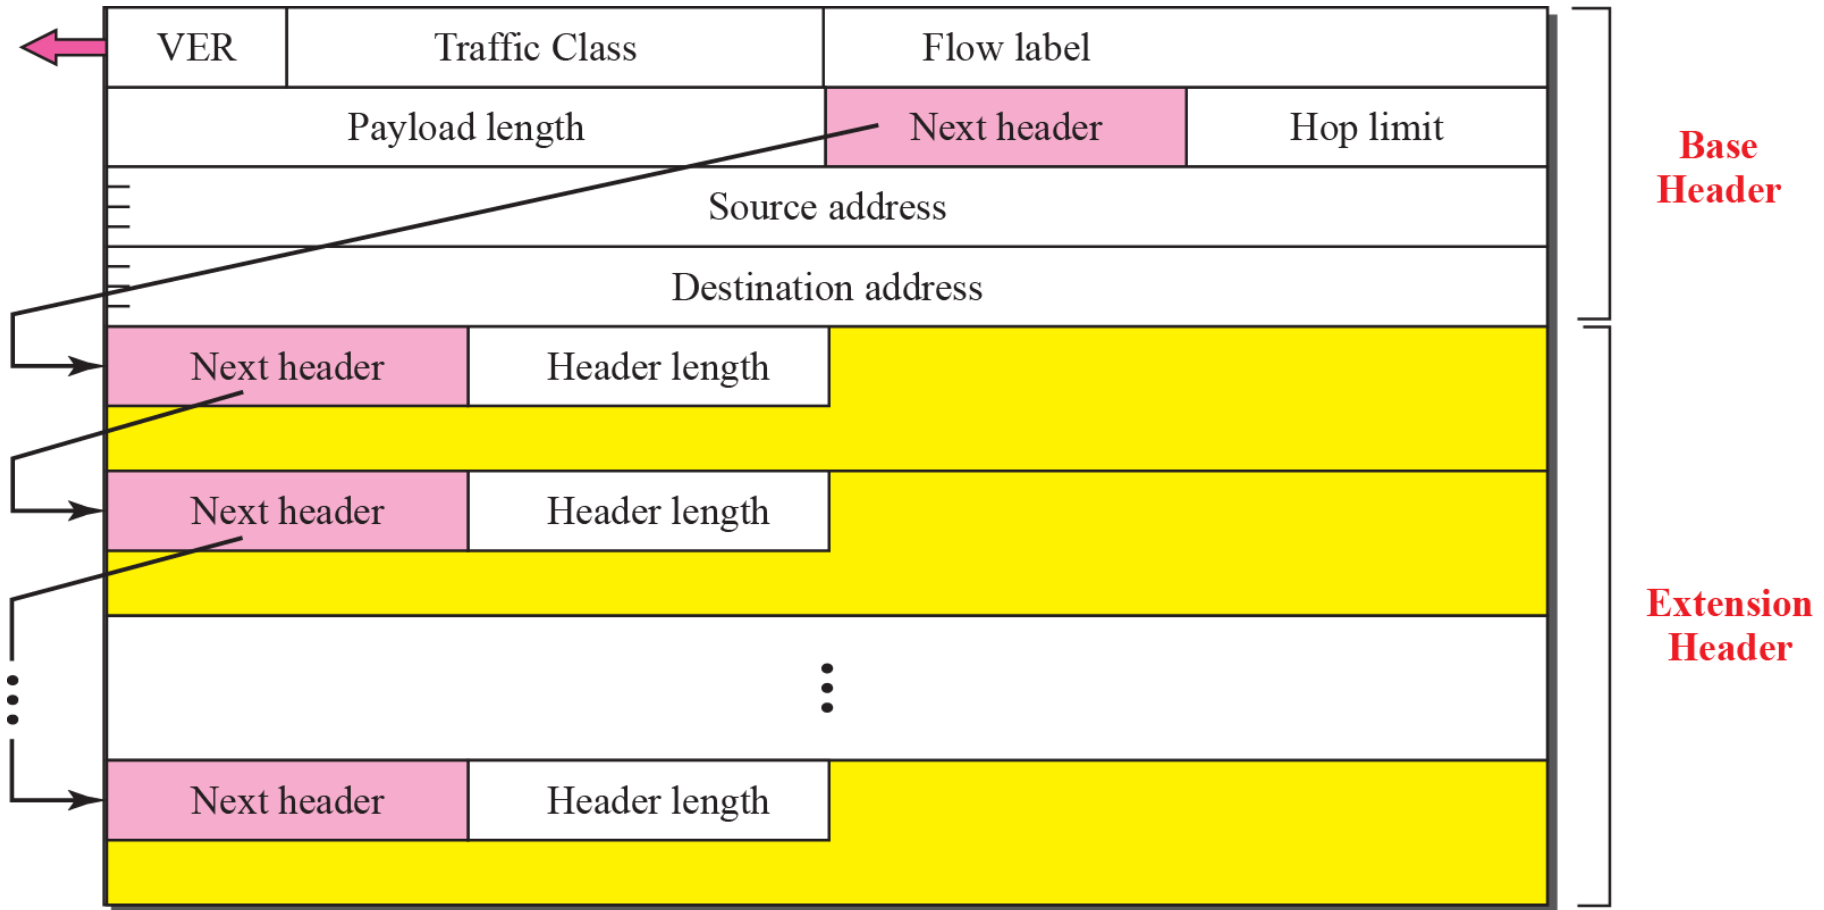 VER Traffic Class Flow label
Payload length Next header Hop limit
Base
Header
Source address
Destination address
Next header Header length
Next header Header length
Extension
Header
Next header Header length